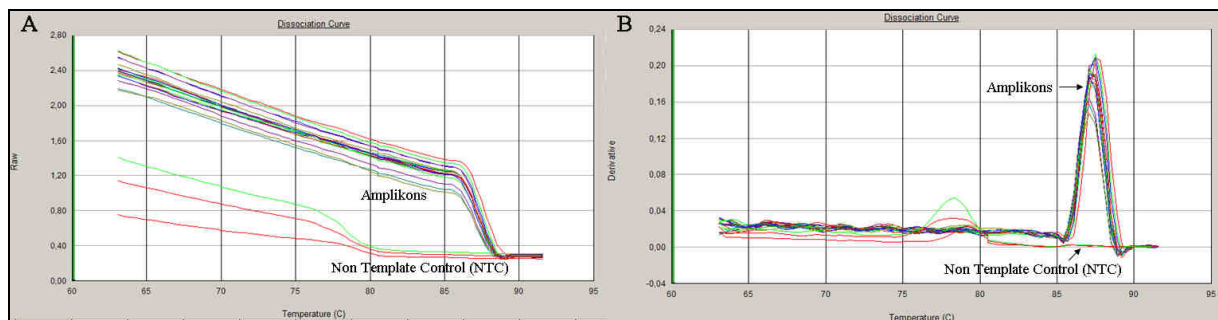 A
Dissociation Curve
2,80
2,40
2,00
1,60
1,20
0,80
0,40
0,00
Raw
Amplikons
Non Template Control (NTC)
60
65
70
75
80
85
90
95
Temperature (C)
B
Dissociation Curve
0,24
0,20
0,16
0,12
0,08
0,04
0,00
-0,04
Derivative
Amplikons
Non Template Control (NTC)
60
65
70
75
80
85
90
95
Temperature (C)